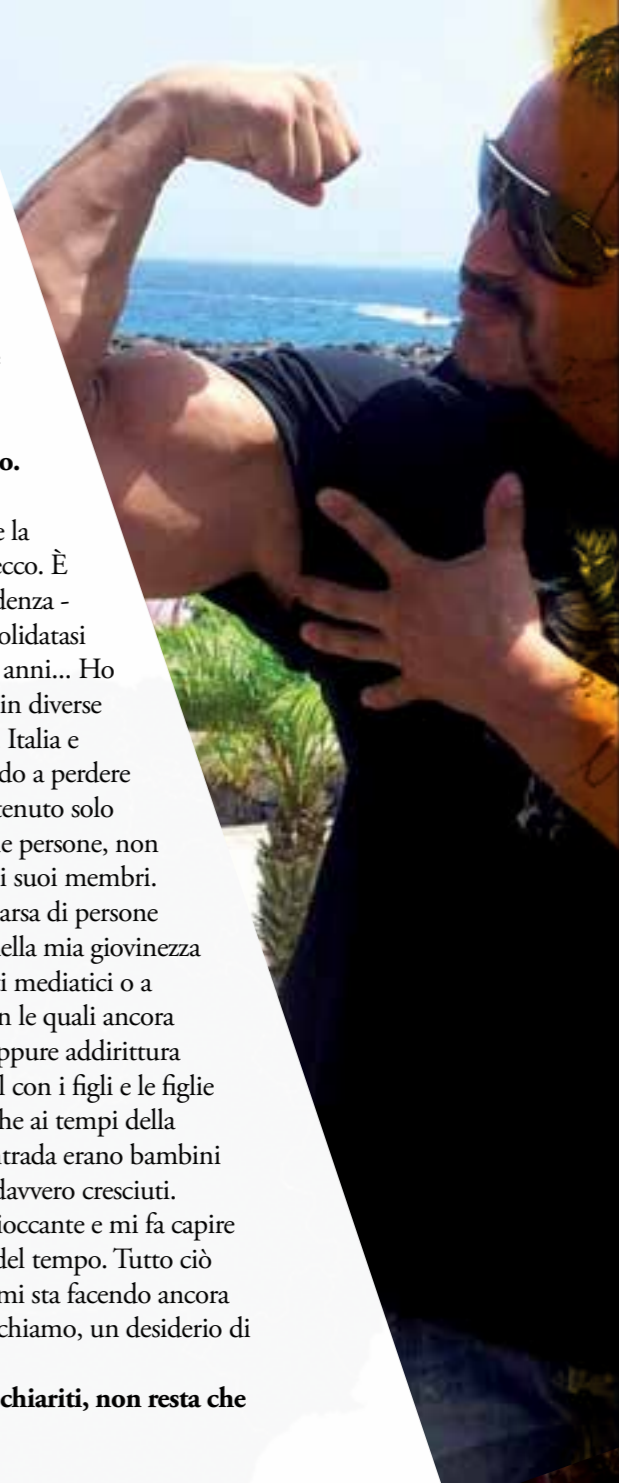 o.
e la
ecco. È
denza -
olidatasi
anni... Ho
in diverse
Italia e
do a perdere
tenuto solo
e persone, non
i suoi membri.
arsa di persone
ella mia giovinezza
i mediatici o a
n le quali ancora
ppure addirittura
l con i figli e le figlie
he ai tempi della
ntrada erano bambini
davvero cresciuti.
ioccante e mi fa capire
del tempo. Tutto ciò
mi sta facendo ancora
chiamo, un desiderio di
chiariti, non resta che